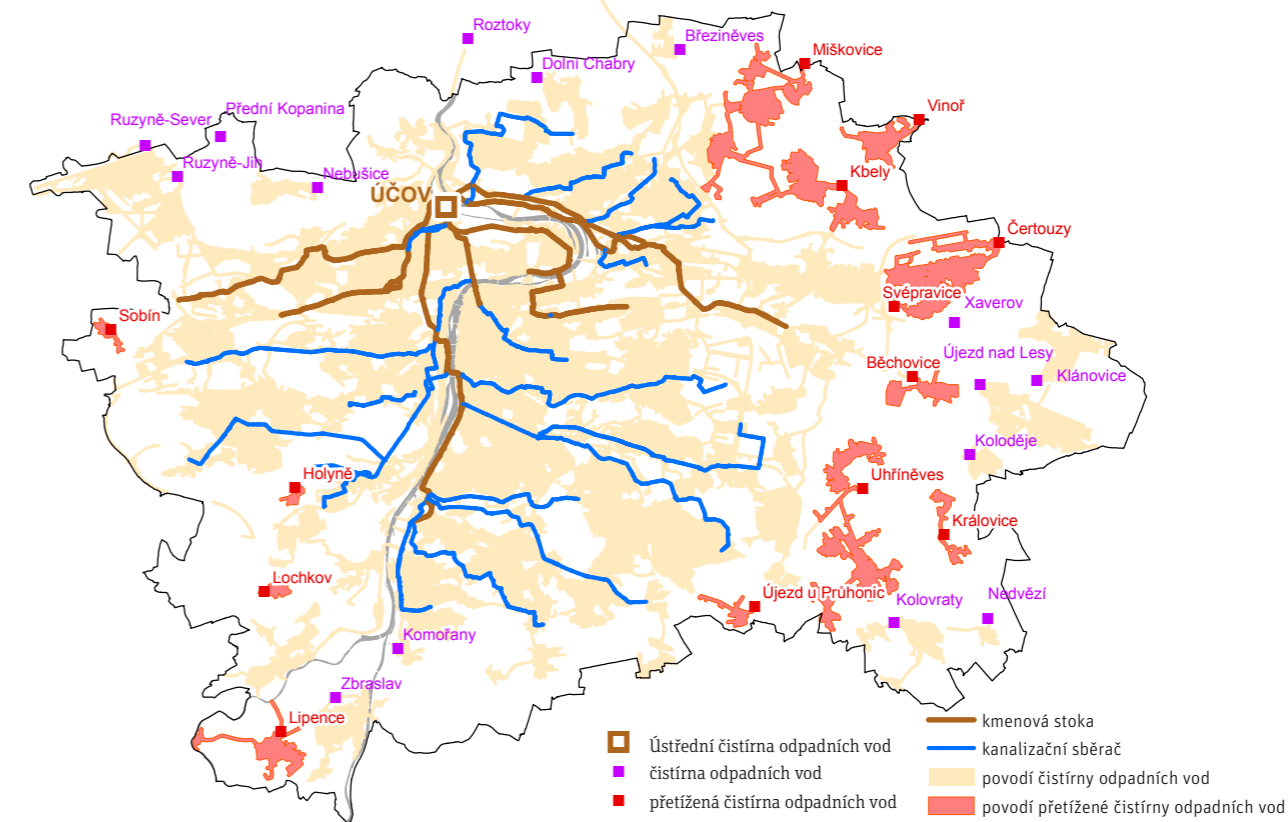 Roztoky
Březiněves
Miškovice
Dolní Chabry
Přední Kopanina
Ruzyně-Sever
Vinoř
Ruzyně-Jih
Nebušice
Kbely
ÚČOV
Čertouzy
Svépravice
Xaverov
Sobín
Újezd nad Lesy
Běchovice
Klánovice
Koloděje
Holyně
Uhříněves
Královice
Lochkov
Újezd u Průhonic
Kolovraty
Nedvězí
Komořany
Zbraslav
Lipence
Ústřední čistírna odpadních vod
čistírna odpadních vod
přetížená čistírna odpadních vod
kmenová stoka
kanalizační sběrač
povodí čistírny odpadních vod
povodí přetížené čistírny odpadních vod